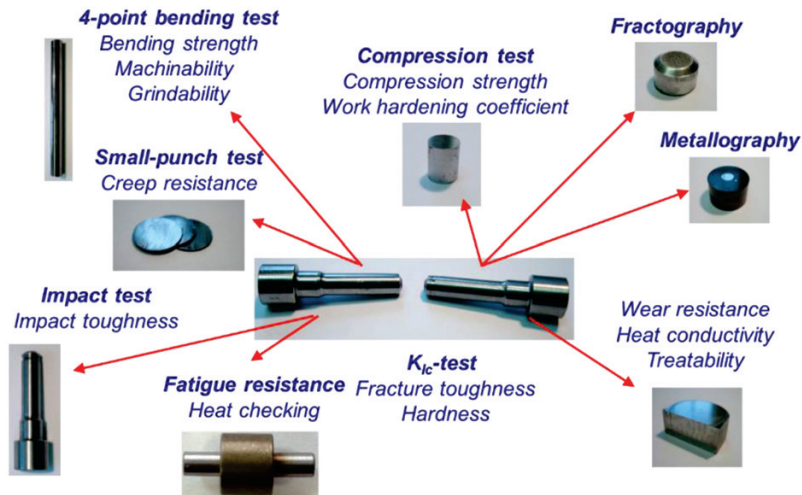 4-point bending test
Bending strength
Machinability
Grindability
Compression test
Compression strength
Work hardening coefficient
Fractography
Metallography
Small-punch test
Creep resistance
Impact test
Impact toughness
Fatigue resistance
Heat checking
KIc-test
Fracture toughness
Hardness
Wear resistance
Heat conductivity
Treatability